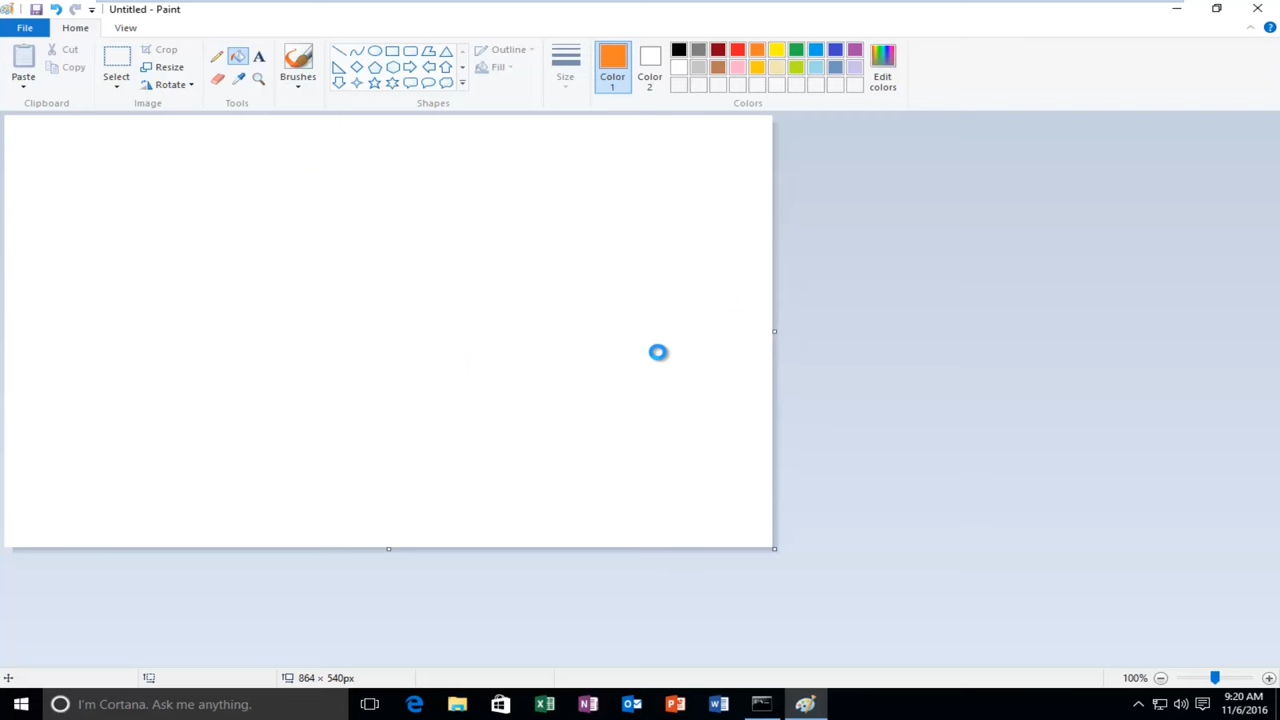 Untitled - Paint
File Home View
Paste
Cut
Copy
Clipboard
Select
Crop
Resize
Rotate
Image
A
Tools
Brushes
Outline
Fill
Shapes
Size
Color 1
Color 2
Edit colors
Colors
864 × 540px
100%
I'm Cortana. Ask me anything.
9:20 AM
11/6/2016